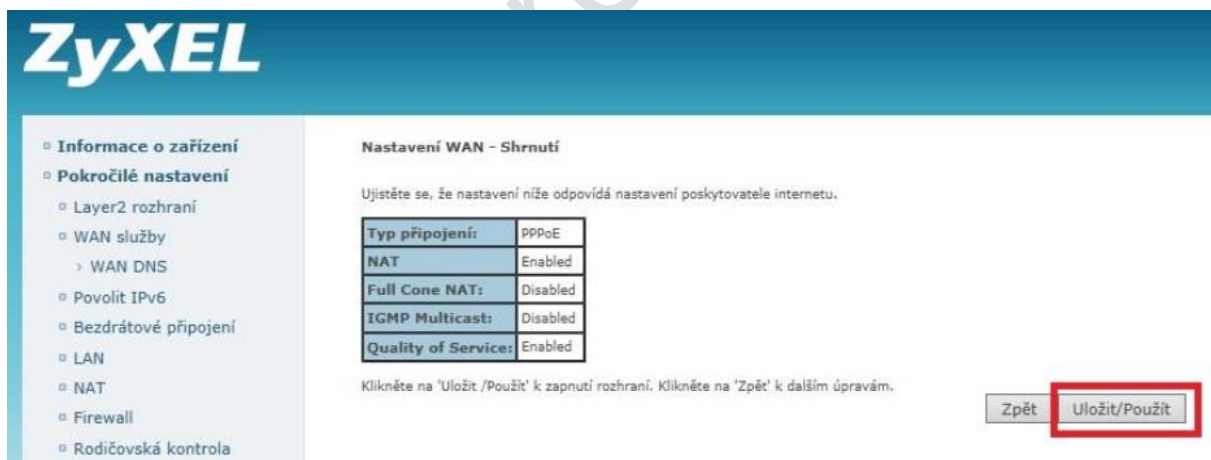 ZyXEL
Informace o zařízení
Pokročilé nastavení
Layer2 rozhraní
WAN služby
WAN DNS
Povolit IPv6
Bezdrátové připojení
LAN
NAT
Firewall
Rodičovská kontrola
Nastavení WAN - Shrnutí
Ujistěte se, že nastavení níže odpovídá nastavení poskytovatele internetu.
Typ připojení: PPPoE
NAT Enabled
Full Cone NAT: Disabled
IGMP Multicast: Disabled
Quality of Service: Enabled
Klikněte na 'Uložit /Použít' k zapnutí rozhraní. Klikněte na 'Zpět' k dalším úpravám.
Zpět Uložit/Použít